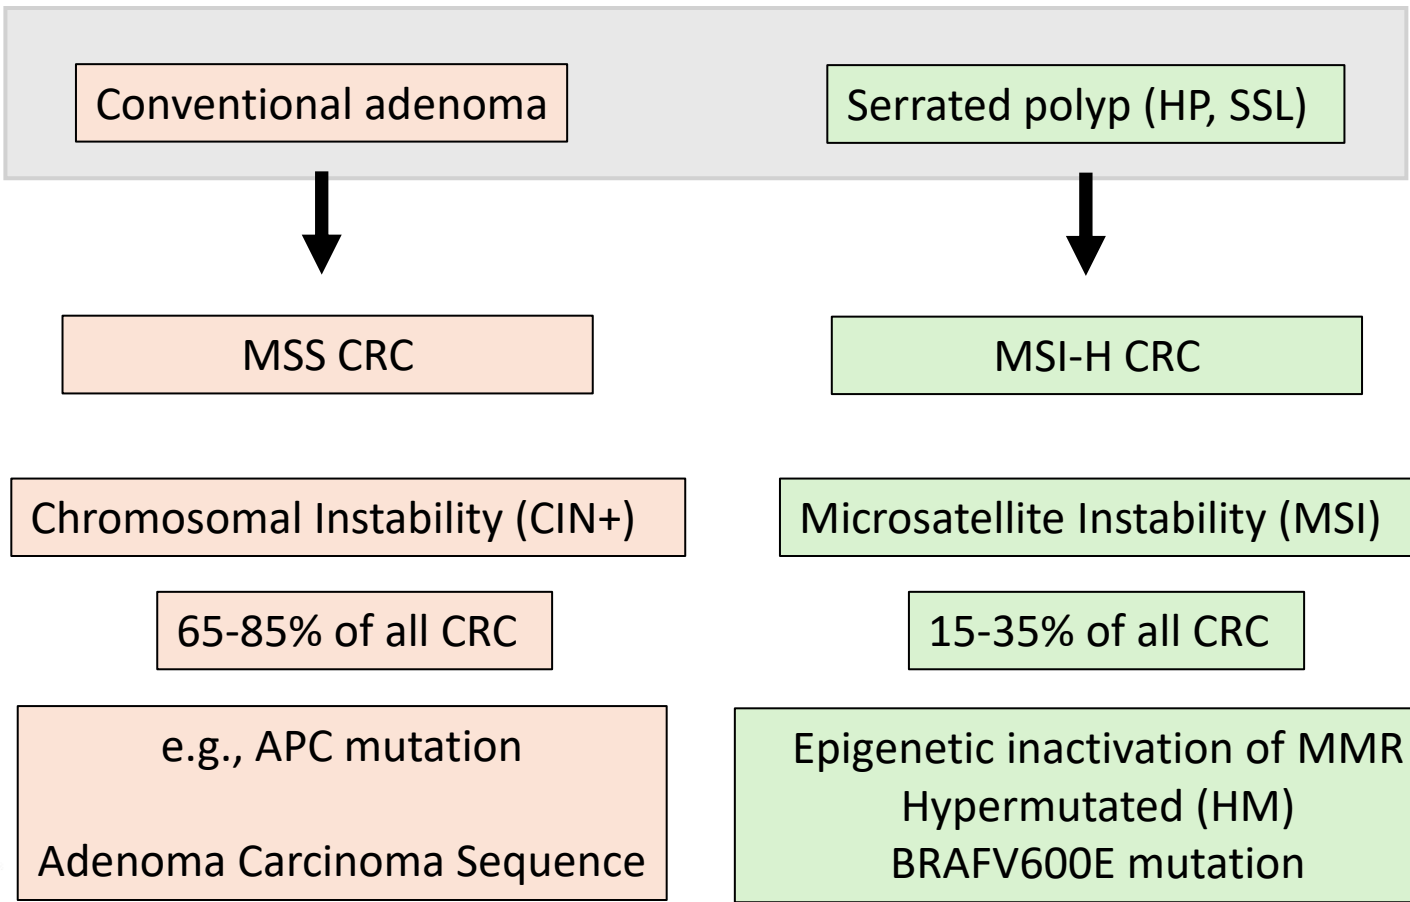 Conventional adenoma
Serrated polyp (HP, SSL)
MSS CRC
MSI-H CRC
Chromosomal Instability (CIN+)
Microsatellite Instability (MSI)
65-85% of all CRC
15-35% of all CRC
e.g., APC mutation
Adenoma Carcinoma Sequence
Epigenetic inactivation of MMR
Hypermutated (HM)
BRAFV600E mutation